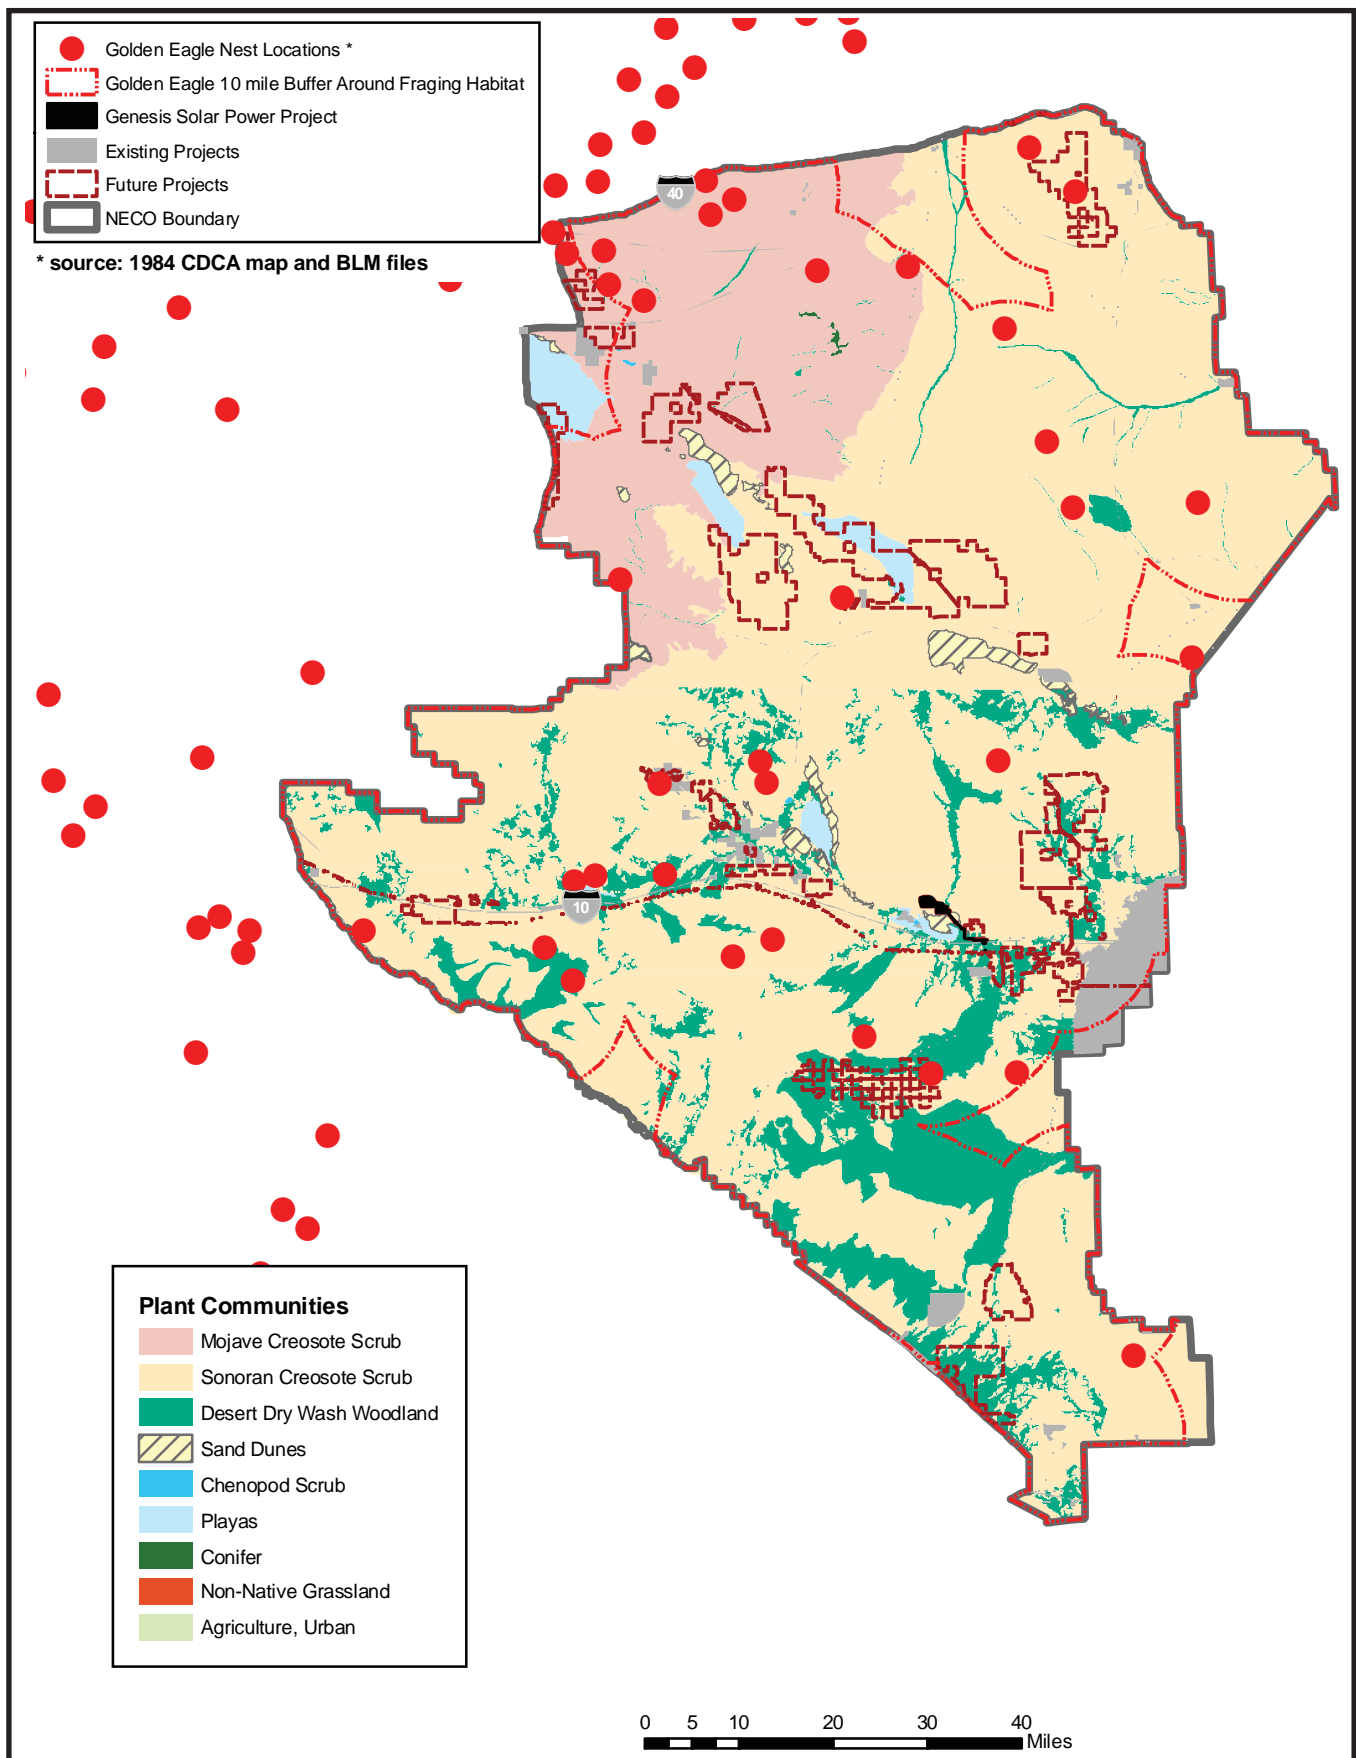 Golden Eagle Nest Locations *
Golden Eagle 10 mile Buffer Around Fraging Habitat
Genesis Solar Power Project
Existing Projects
Future Projects
NECO Boundary
* source: 1984 CDCA map and BLM files
40
10
Plant Communities
Mojave Creosote Scrub
Sonoran Creosote Scrub
Desert Dry Wash Woodland
Sand Dunes
Chenopod Scrub
Playas
Conifer
Non-Native Grassland
Agriculture, Urban
0 5 10 20 30 40
Miles